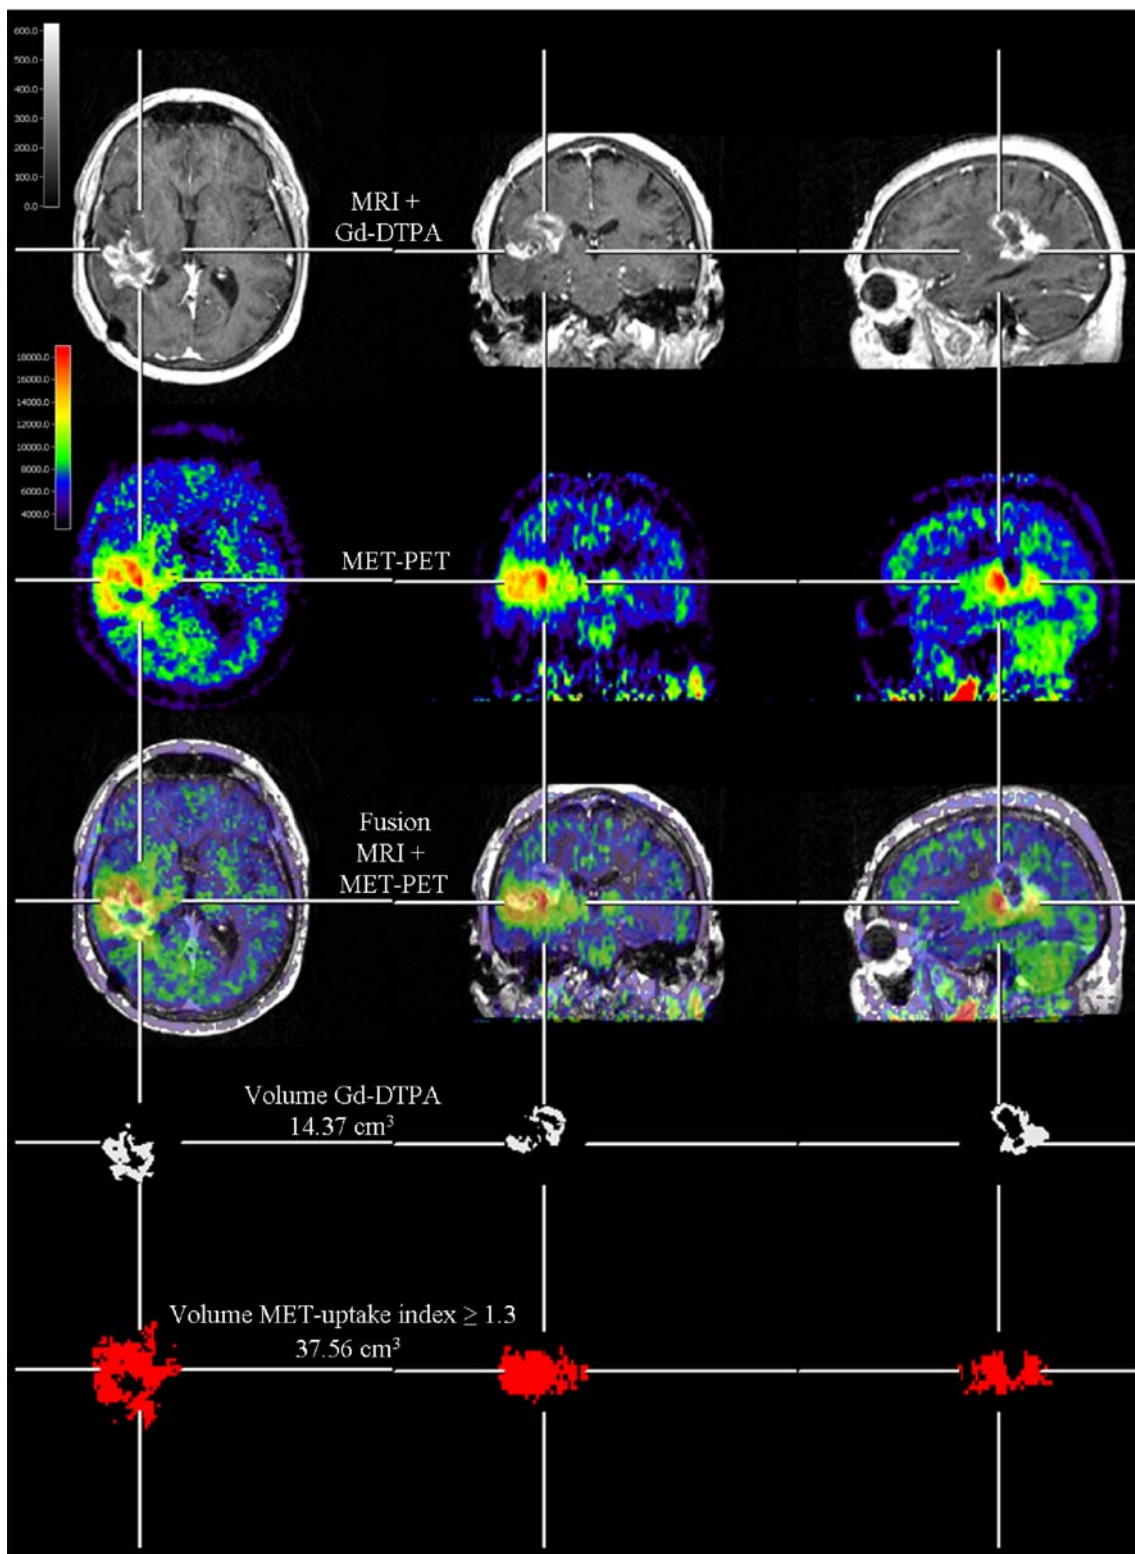 600.0
500.0
400.0
300.0
200.0
100.0
0.0
MRI +
Gd-DTPA
18000.0
16000.0
14000.0
12000.0
10000.0
8000.0
6000.0
4000.0
MET-PET
Fusion
MRI +
MET-PET
Volume Gd-DTPA
14.37 cm³
Volume MET-uptake index ≥ 1.3
37.56 cm³